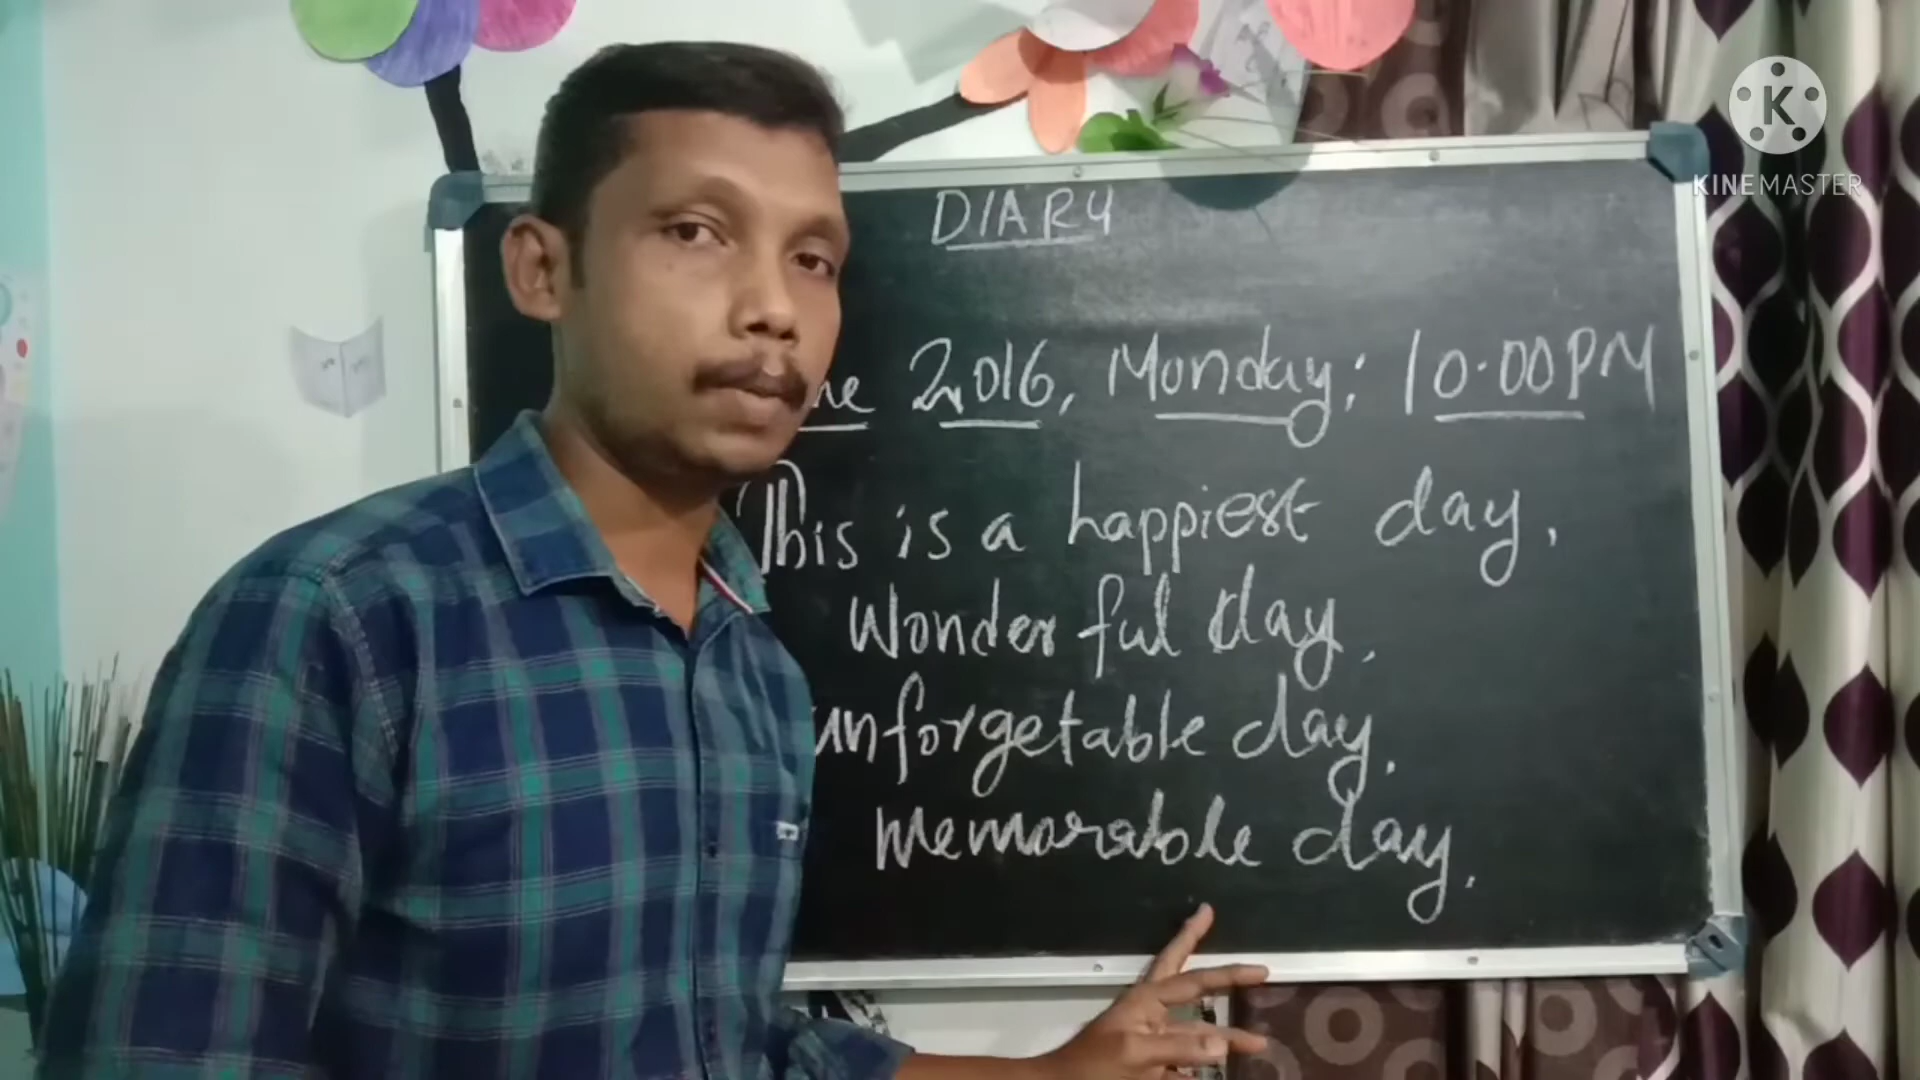 DIARY
2016, Monday; 10.00PM
This is a happiest day.
Wonderful day.
unforgetable day.
Memorable day.
KINEMASTER